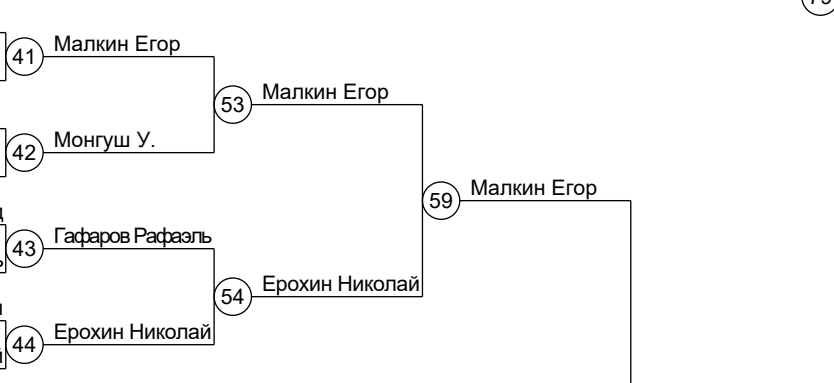 41 Малкин Егор
53 Малкин Егор
42 Монгуш У.
59 Малкин Егор
43 Гафаров Рафаэль
54 Ерохин Николай
44 Ерохин Николай